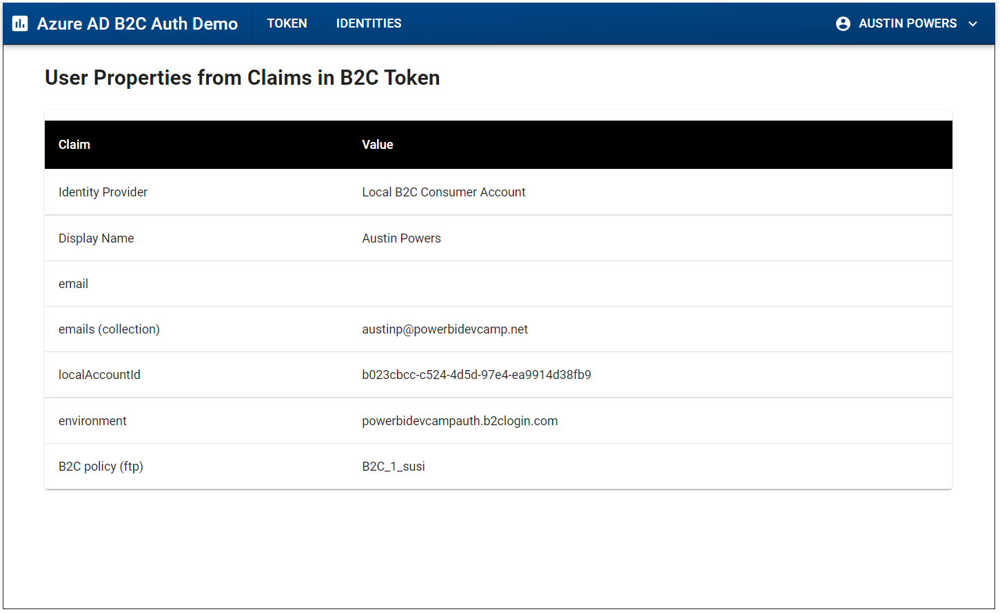 Azure AD B2C Auth Demo TOKEN IDENTITIES AUSTIN POWERS
User Properties from Claims in B2C Token
Claim Value
Identity Provider Local B2C Consumer Account
Display Name Austin Powers
email
emails (collection) austinp@powerbidevcamp.net
localAccountId b023cbcc-c524-4d5d-97e4-ea9914d38fb9
environment powerbidevcampauth.b2clogin.com
B2C policy (ftp) B2C_1_susi